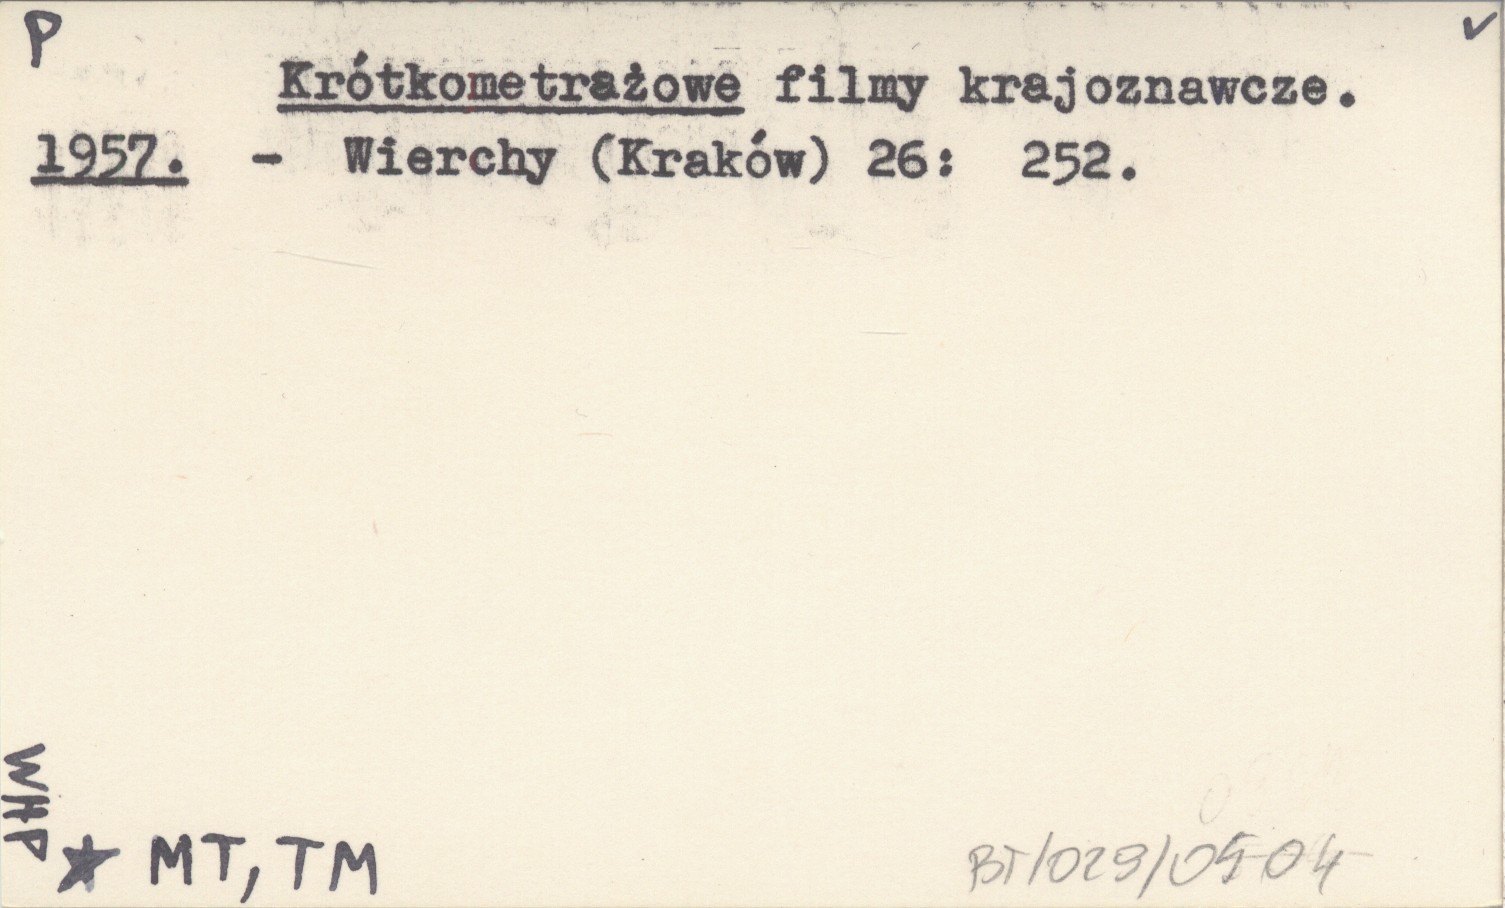 P ✓
Krótkometrażowe filmy krajoznawcze.
1957. - Wierchy (Kraków) 26: 252.
WHP
★ MT, TM
BT/029/0504